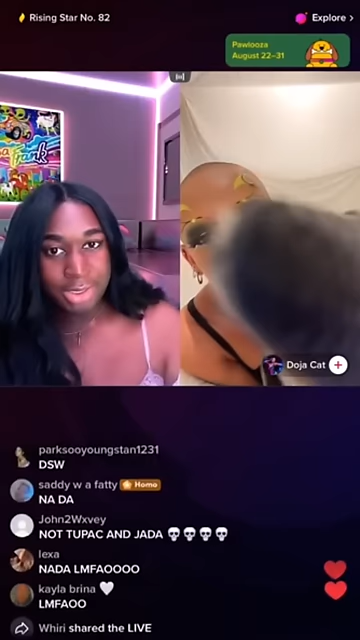 Rising Star No. 82
Explore >
Pawlooza
August 22–31
Frank
Doja Cat
parksooyoungstan1231
DSW
saddy w a fatty Homo
NA DA
John2Wxvey
NOT TUPAC AND JADA 💀💀💀💀
lexa
NADA LMFAOOOO
kayla brina 🤍
LMFAOO
Whiri shared the LIVE